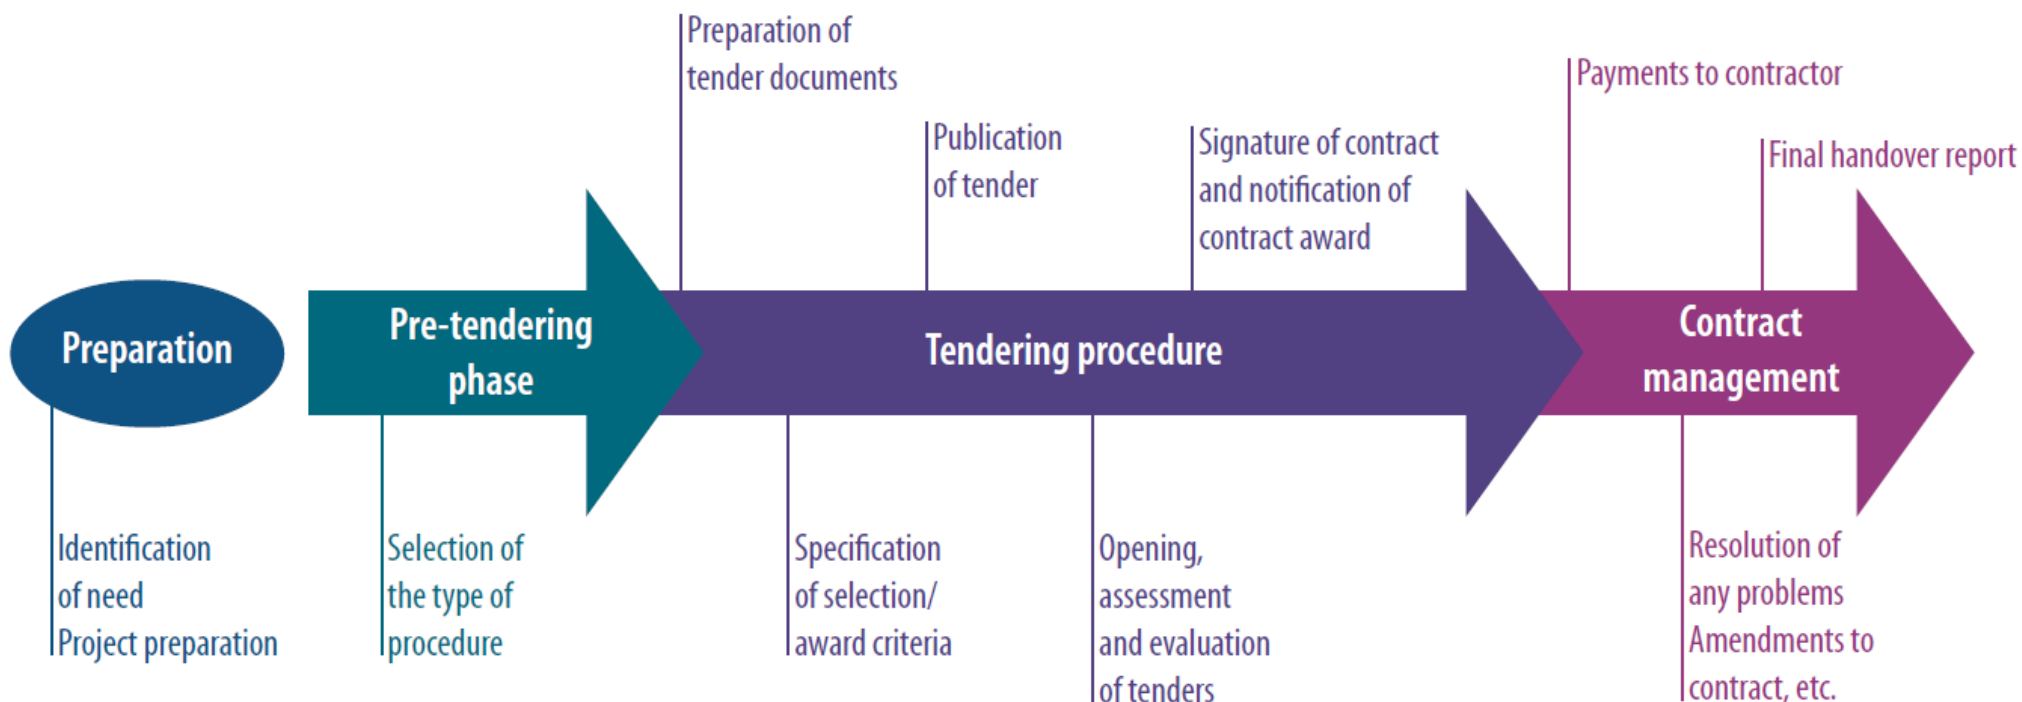 Preparation of
tender documents
Publication
of tender
Signature of contract
and notification of
contract award
Payments to contractor
Final handover report
Preparation
Pre-tendering
phase
Tendering procedure
Contract
management
Identification
of need
Project preparation
Selection of
the type of
procedure
Specification
of selection/
award criteria
Opening,
assessment
and evaluation
of tenders
Resolution of
any problems
Amendments to
contract, etc.